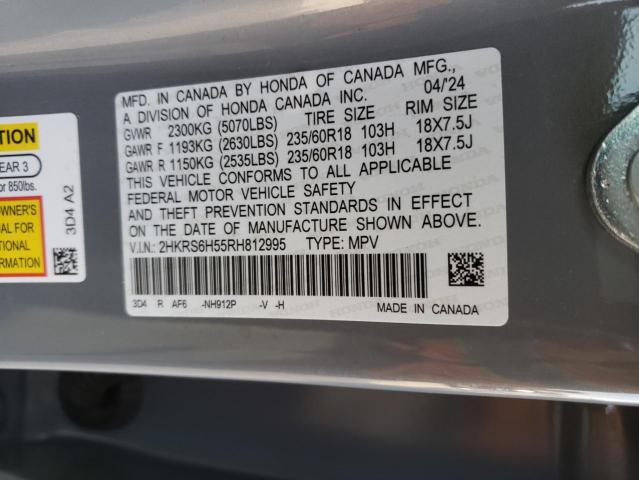 MFD. IN CANADA BY HONDA OF CANADA MFG.,
A DIVISION OF HONDA CANADA INC. 04/'24
GVWR 2300KG (5070LBS) TIRE SIZE RIM SIZE
GAWR F 1193KG (2630LBS) 235/60R18 103H 18X7.5J
GAWR R 1150KG (2535LBS) 235/60R18 103H 18X7.5J
THIS VEHICLE CONFORMS TO ALL APPLICABLE
FEDERAL MOTOR VEHICLE SAFETY
AND THEFT PREVENTION STANDARDS IN EFFECT
ON THE DATE OF MANUFACTURE SHOWN ABOVE.
V.I.N.: 2HKRS6H55RH812995 TYPE: MPV
3D4 R AF6 -NH912P -V -H
MADE IN CANADA
TION
EAR 3
or 850lbs.
OWNER'S
NUAL FOR
TIONAL
ORMATION
3D4 A2